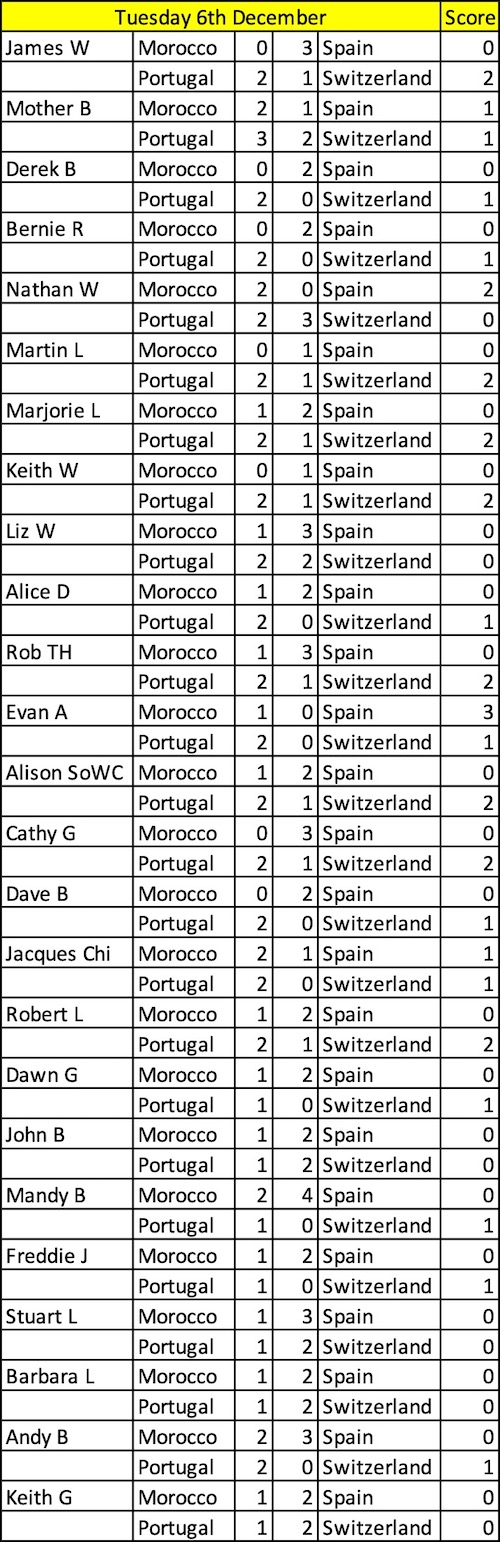 Tuesday 6th December Score
James W Morocco 0 3 Spain 0
Portugal 2 1 Switzerland 2
Mother B Morocco 2 1 Spain 1
Portugal 3 2 Switzerland 1
Derek B Morocco 0 2 Spain 0
Portugal 2 0 Switzerland 1
Bernie R Morocco 0 2 Spain 0
Portugal 2 0 Switzerland 1
Nathan W Morocco 2 0 Spain 2
Portugal 2 3 Switzerland 0
Martin L Morocco 0 1 Spain 0
Portugal 2 1 Switzerland 2
Marjorie L Morocco 1 2 Spain 0
Portugal 2 1 Switzerland 2
Keith W Morocco 0 1 Spain 0
Portugal 2 1 Switzerland 2
Liz W Morocco 1 3 Spain 0
Portugal 2 2 Switzerland 0
Alice D Morocco 1 2 Spain 0
Portugal 2 0 Switzerland 1
Rob TH Morocco 1 3 Spain 0
Portugal 2 1 Switzerland 2
Evan A Morocco 1 0 Spain 3
Portugal 2 0 Switzerland 1
Alison SoWC Morocco 1 2 Spain 0
Portugal 2 1 Switzerland 2
Cathy G Morocco 0 3 Spain 0
Portugal 2 1 Switzerland 2
Dave B Morocco 0 2 Spain 0
Portugal 2 0 Switzerland 1
Jacques Chi Morocco 2 1 Spain 1
Portugal 2 0 Switzerland 1
Robert L Morocco 1 2 Spain 0
Portugal 2 1 Switzerland 2
Dawn G Morocco 1 2 Spain 0
Portugal 1 0 Switzerland 1
John B Morocco 1 2 Spain 0
Portugal 1 2 Switzerland 0
Mandy B Morocco 2 4 Spain 0
Portugal 1 0 Switzerland 1
Freddie J Morocco 1 2 Spain 0
Portugal 1 0 Switzerland 1
Stuart L Morocco 1 3 Spain 0
Portugal 1 2 Switzerland 0
Barbara L Morocco 1 2 Spain 0
Portugal 1 2 Switzerland 0
Andy B Morocco 2 3 Spain 0
Portugal 2 0 Switzerland 1
Keith G Morocco 1 2 Spain 0
Portugal 1 2 Switzerland 0